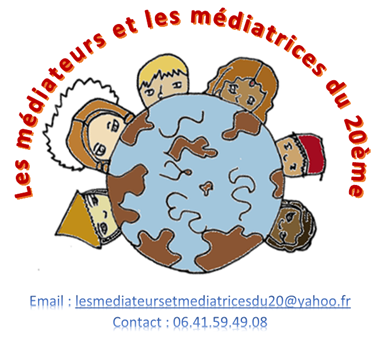 Les médiateurs et les médiatrices du 20ème
Email : lesmediateursetmediatricesdu20@yahoo.fr
Contact : 06.41.59.49.08